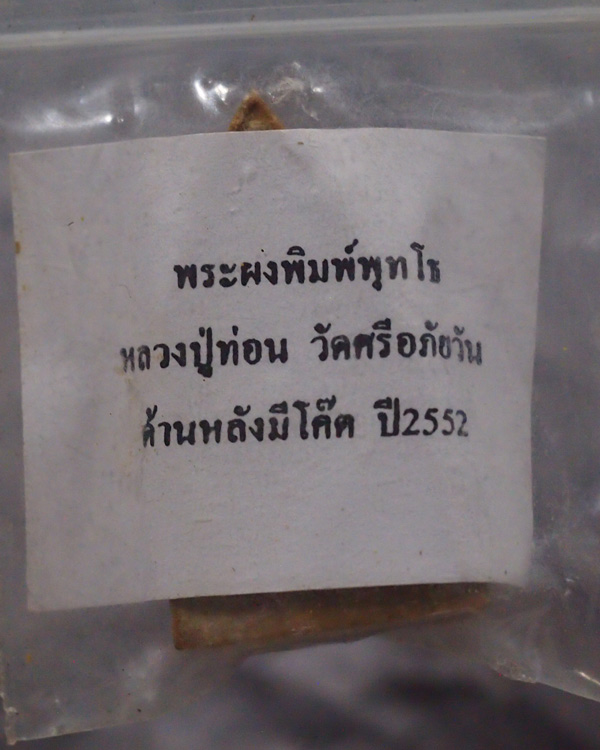 พระผงพิมพ์พุทโธ
หลวงปู่ท่อน วัดศรีอภัยวัน
ด้านหลังมีโค๊ต ปี2552